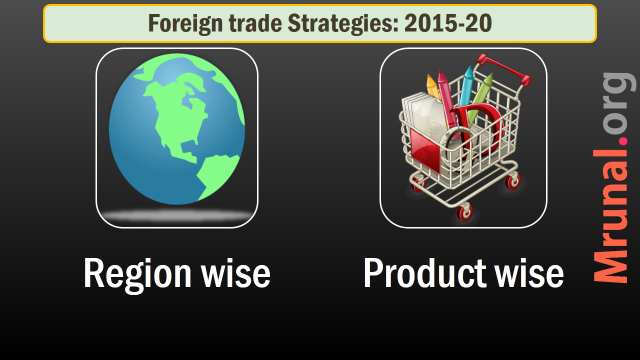 Foreign trade Strategies: 2015-20
Region wise
Product wise
Mrunal.org